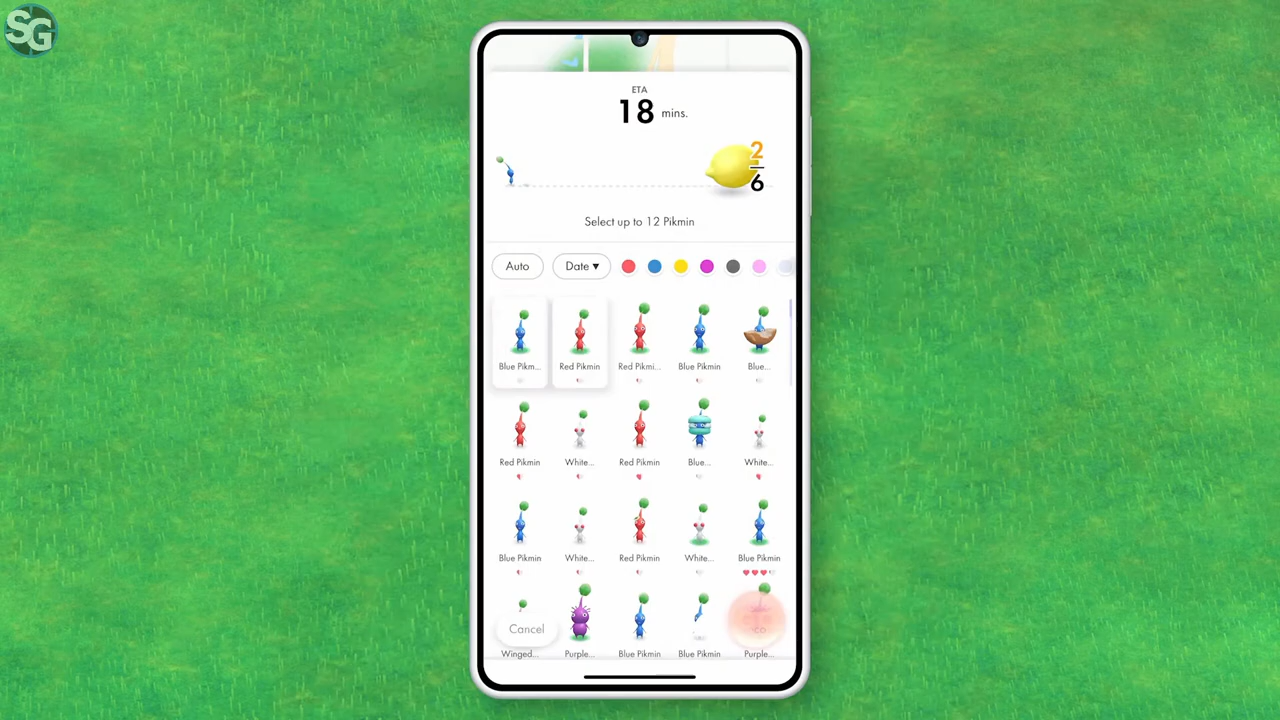 SG
ETA
18 mins.
2
6
Select up to 12 Pikmin
Auto Date ▼
Blue Pikm... Red Pikmin Red Pikmi... Blue Pikmin Blue...
Red Pikmin White... Red Pikmin Blue... White...
Blue Pikmin White... Red Pikmin White... Blue Pikmin
Cancel
Winged... Purple... Blue Pikmin Blue Pikmin Purple...